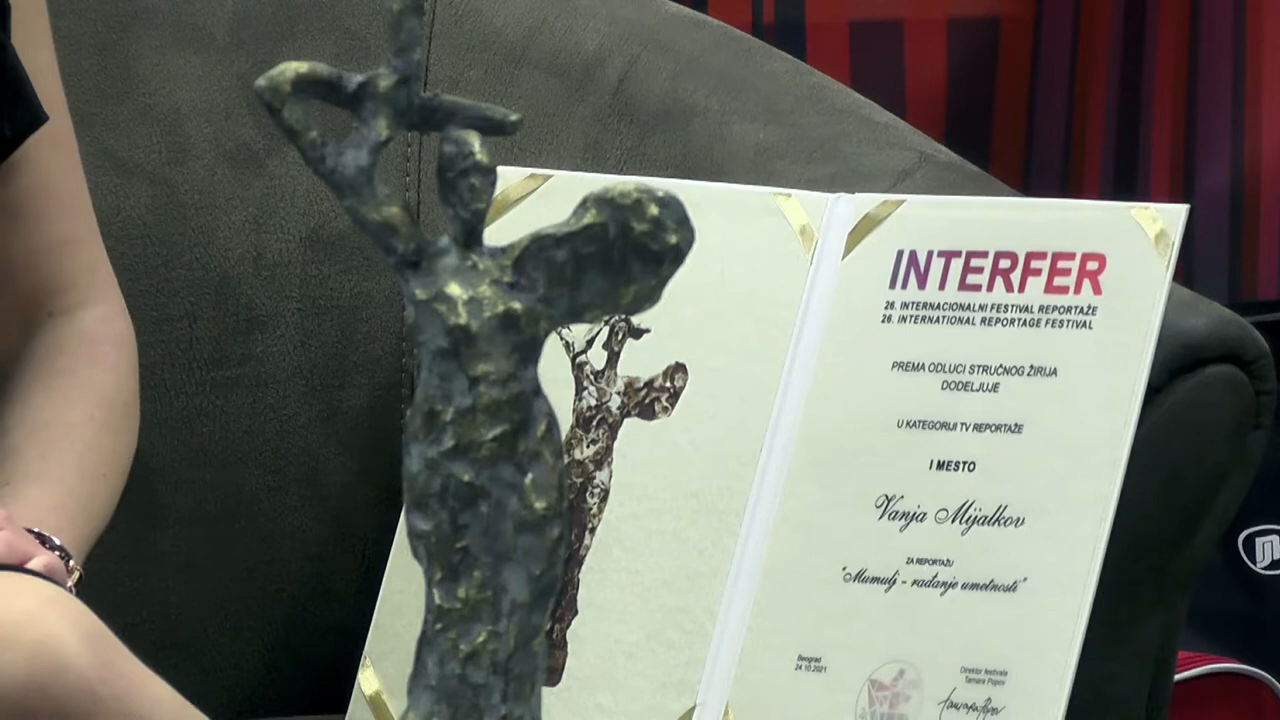 INTERFER
26. INTERNACIONALNI FESTIVAL REPORTAŽE
26. INTERNATIONAL REPORTAGE FESTIVAL
PREMA ODLUCI STRUČNOG ŽIRIJA
DODELJUJE
U KATEGORIJI TV REPORTAŽE
I MESTO
Vanja Mijalkov
ZA REPORTAŽU
"Mumulj - rađanje umetnosti"
Beograd
24.10.2021
Direktor festivala
Tamara Popov